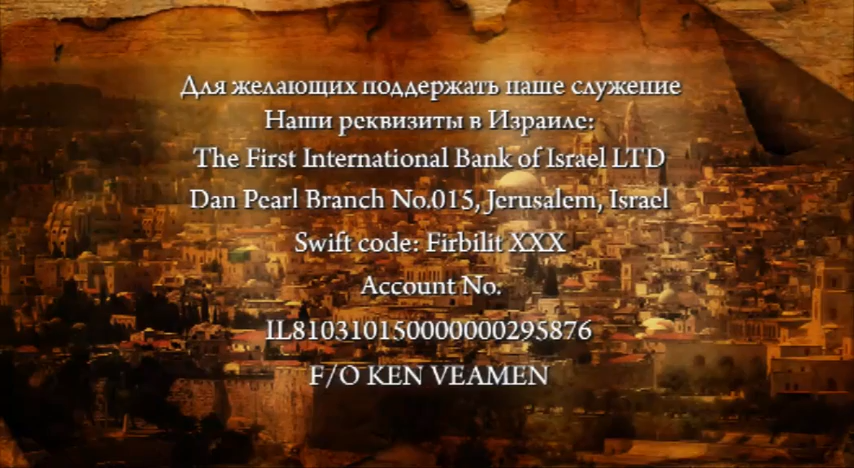 Для желающих поддержать наше служение
Наши реквизиты в Израиле:
The First International Bank of Israel LTD
Dan Pearl Branch No.015, Jerusalem, Israel
Swift code: Firbilit XXX
Account No.
IL810310150000000295876
F/O KEN VEAMEN